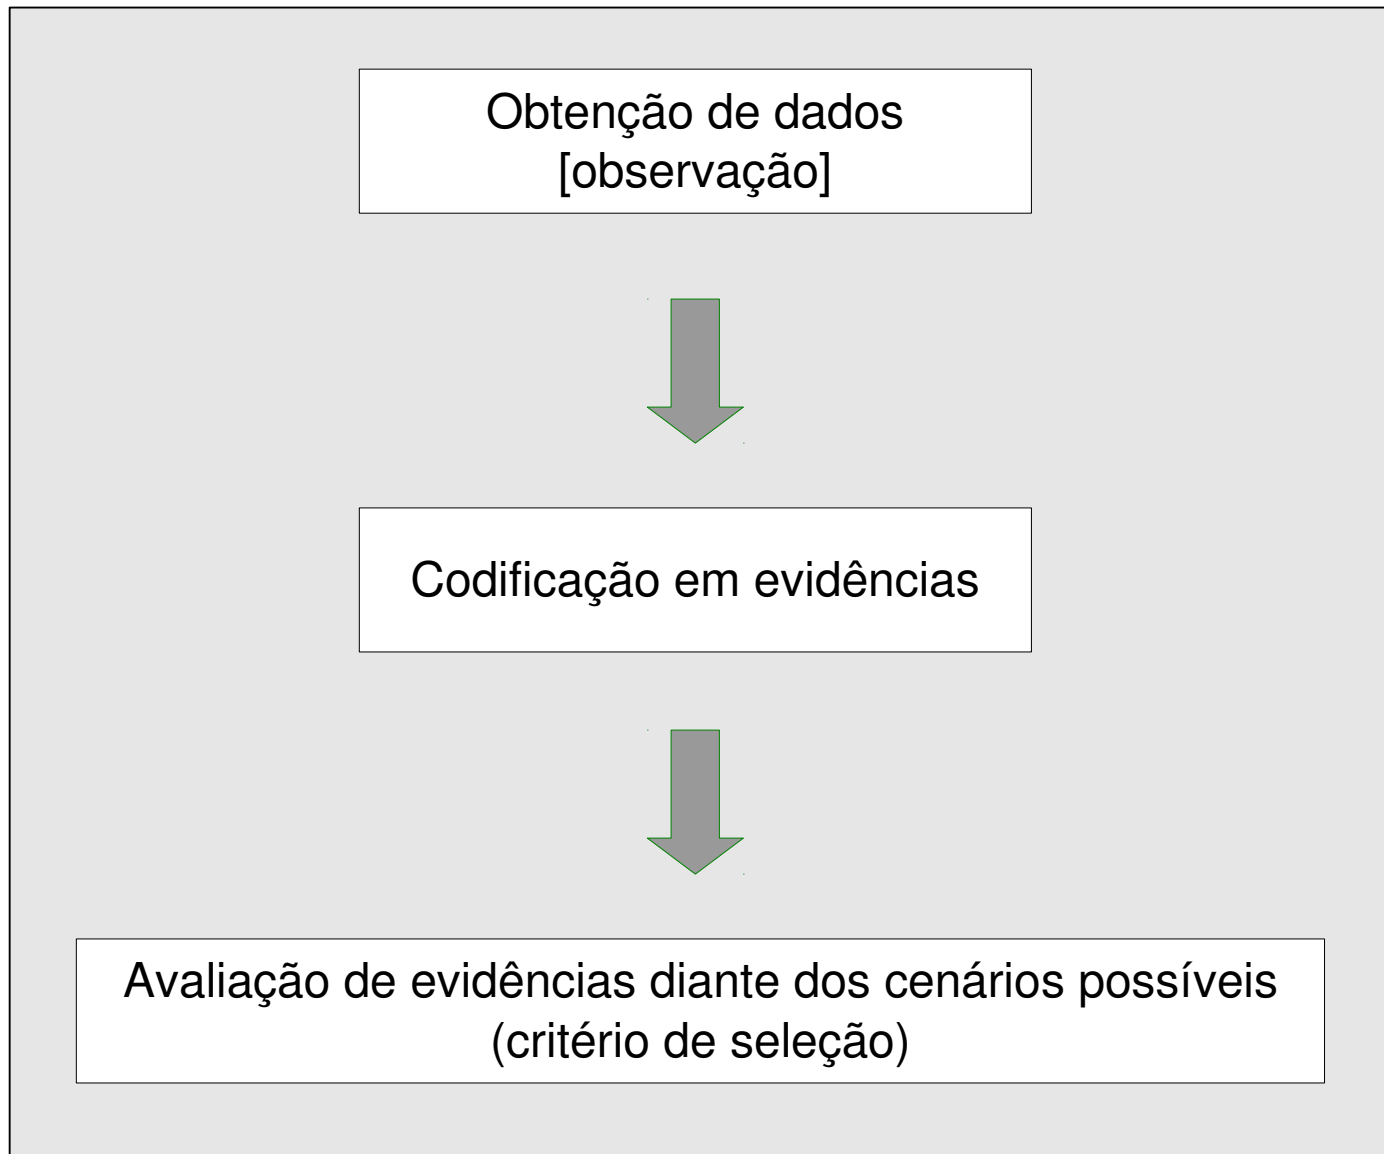 Obtenção de dados
[observação]
Codificação em evidências
Avaliação de evidências diante dos cenários possíveis
(critério de seleção)